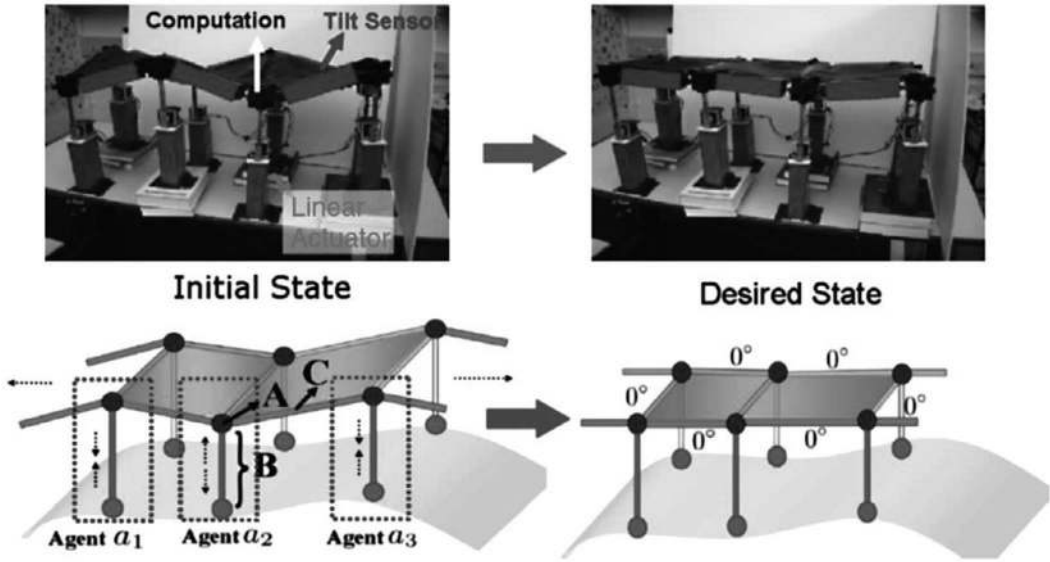 Computation
Tilt Sensor
Linear
Actuator
Initial State
Desired State
A
C
B
Agent a1
Agent a2
Agent a3
0°
0°
0°
0°
0°
0°